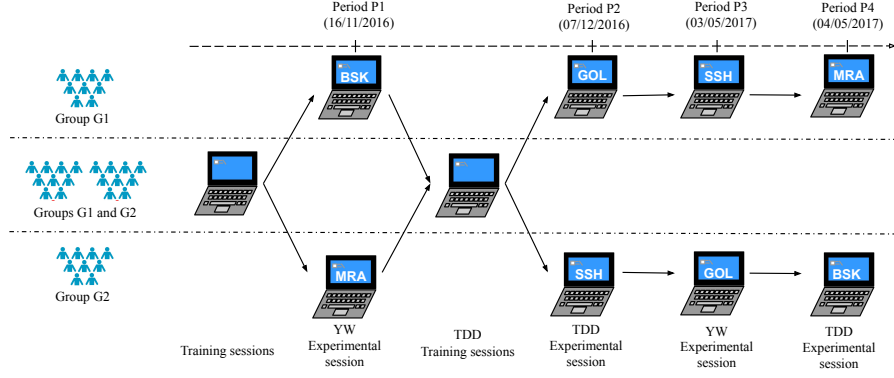 Period P1
(16/11/2016)
Period P2
(07/12/2016)
Period P3
(03/05/2017)
Period P4
(04/05/2017)
BSK
GOL
SSH
MRA
Group G1
Groups G1 and G2
MRA
SSH
GOL
BSK
Group G2
Training sessions
YW
Experimental
session
TDD
Training sessions
TDD
Experimental
session
YW
Experimental
session
TDD
Experimental
session